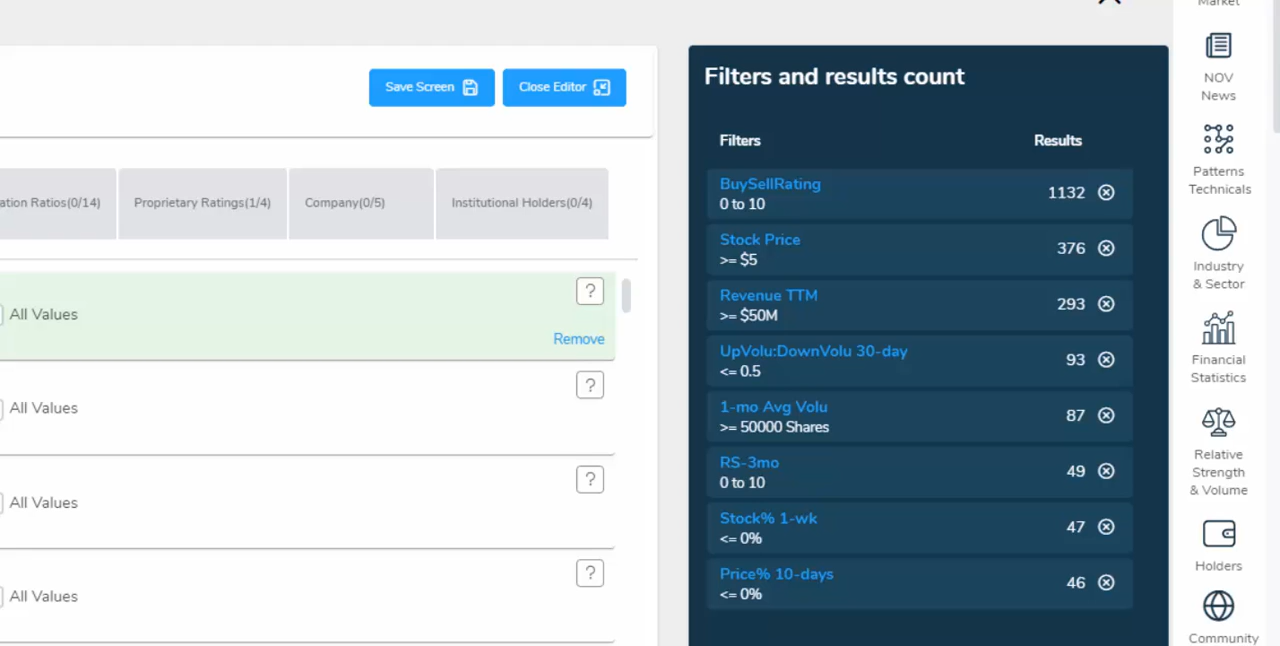 Market
Save Screen
Close Editor
ation Ratios(0/14)
Proprietary Ratings(1/4)
Company(0/5)
Institutional Holders(0/4)
All Values
?
Remove
All Values
?
All Values
?
All Values
?
Filters and results count
Filters Results
BuySellRating
0 to 10
1132
Stock Price
>= $5
376
Revenue TTM
>= $50M
293
UpVolu:DownVolu 30-day
<= 0.5
93
1-mo Avg Volu
>= 50000 Shares
87
RS-3mo
0 to 10
49
Stock% 1-wk
<= 0%
47
Price% 10-days
<= 0%
46
NOV
News
Patterns
Technicals
Industry
& Sector
Financial
Statistics
Relative
Strength
& Volume
Holders
Community